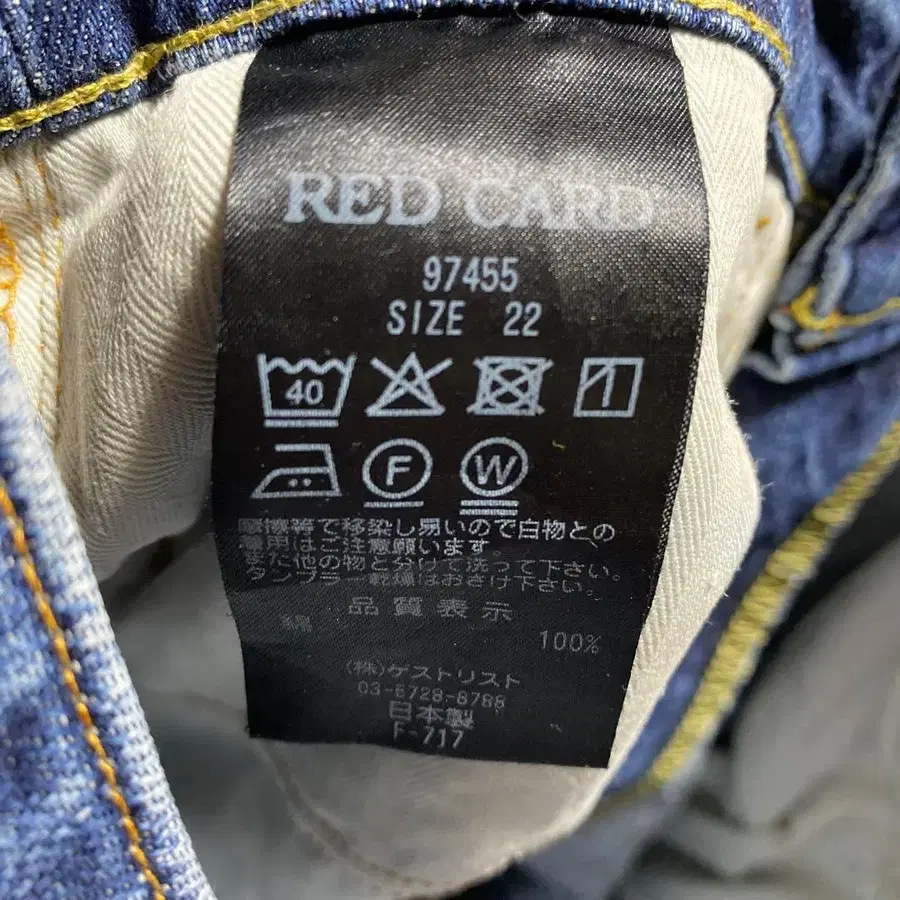 RED CARD
97455
SIZE 22
40
F W
摩擦等で移染し易いので白物との
着用はご注意願います。
また他の物と分けて洗って下さい。
タンブラー乾燥はおさけ下さい。
品質表示
綿 100%
(株)ゲストリスト
03-6728-8788
日本製
F-717